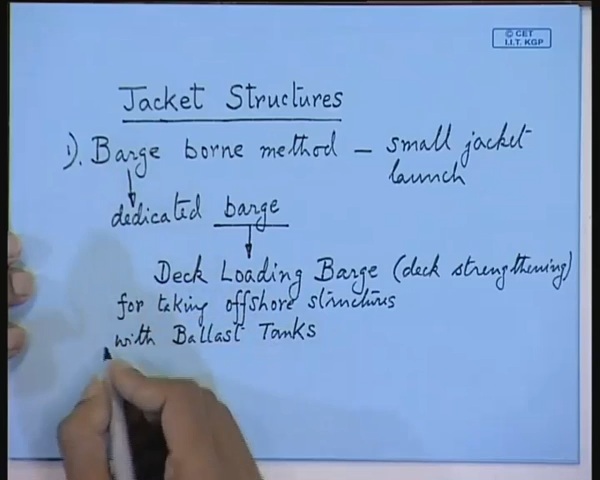 © CET
I.I.T. KGP
Jacket Structures
1). Barge borne method – small jacket
launch
dedicated barge
Deck Loading Barge (deck strengthening)
for taking offshore structures
with Ballast Tanks